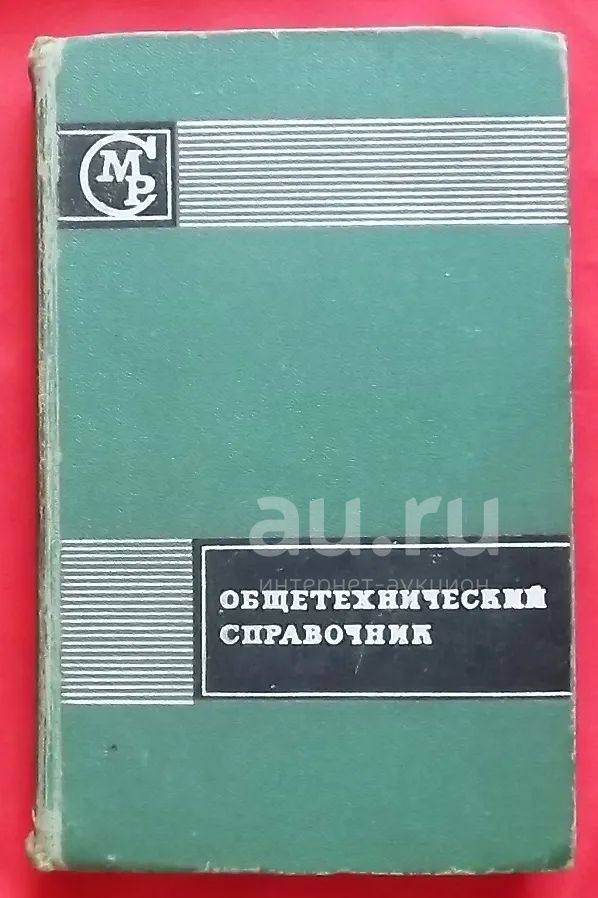 СМР
au.ru
интернет-аукцион
ОБЩЕТЕХНИЧЕСКИЙ
СПРАВОЧНИК